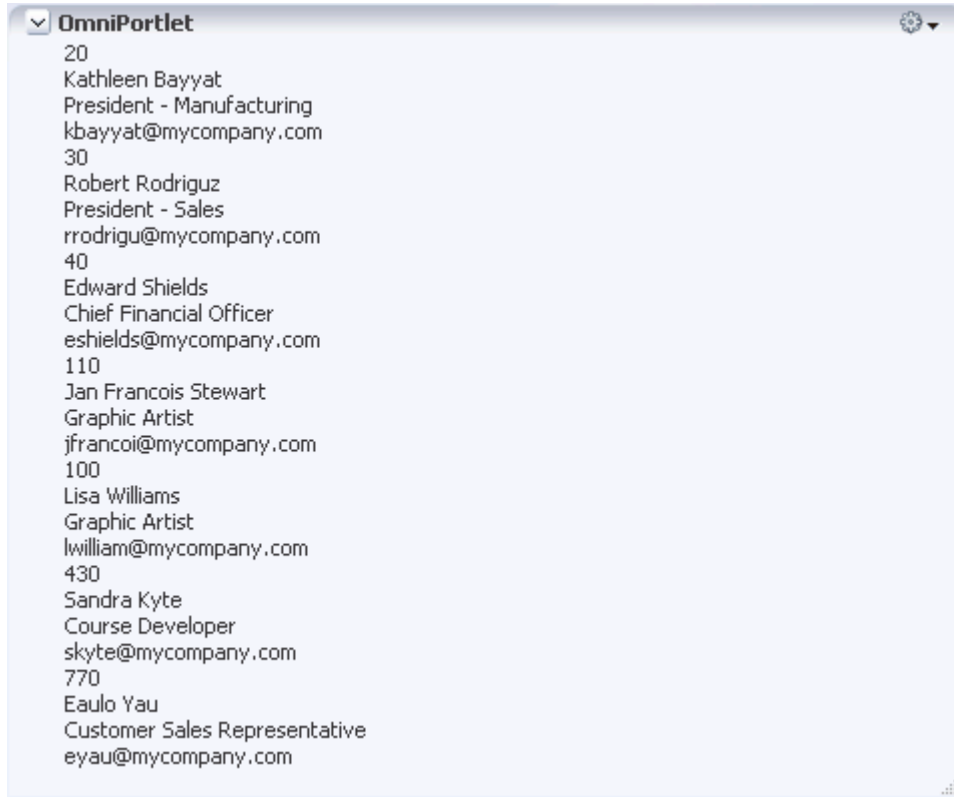 OmniPortlet
20
Kathleen Bayyat
President - Manufacturing
kbayyat@mycompany.com
30
Robert Rodriguz
President - Sales
rrodrigu@mycompany.com
40
Edward Shields
Chief Financial Officer
eshields@mycompany.com
110
Jan Francois Stewart
Graphic Artist
jfrancoi@mycompany.com
100
Lisa Williams
Graphic Artist
lwilliam@mycompany.com
430
Sandra Kyte
Course Developer
skyte@mycompany.com
770
Eaulo Yau
Customer Sales Representative
eyau@mycompany.com